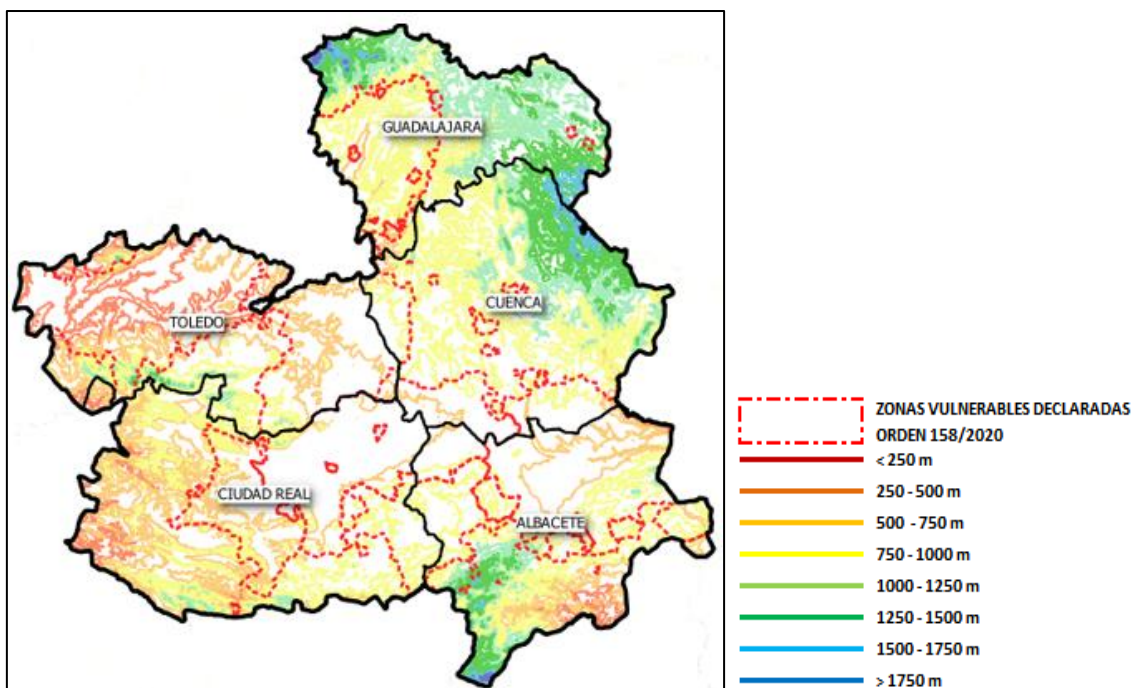 GUADALAJARA
CUENCA
TOLEDO
CIUDAD REAL
ALBACETE
ZONAS VULNERABLES DECLARADAS
ORDEN 158/2020
< 250 m
250 - 500 m
500 - 750 m
750 - 1000 m
1000 - 1250 m
1250 - 1500 m
1500 - 1750 m
> 1750 m